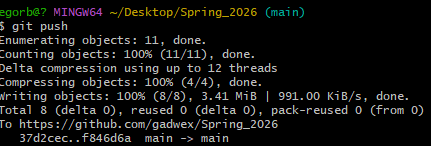 egorb@? MINGW64 ~/Desktop/Spring_2026 (main)
$ git push
Enumerating objects: 11, done.
Counting objects: 100% (11/11), done.
Delta compression using up to 12 threads
Compressing objects: 100% (4/4), done.
Writing objects: 100% (8/8), 3.41 MiB | 991.00 KiB/s, done.
Total 8 (delta 0), reused 0 (delta 0), pack-reused 0 (from 0)
To https://github.com/gadwex/Spring_2026
   37d2cec..f846d6a  main -> main